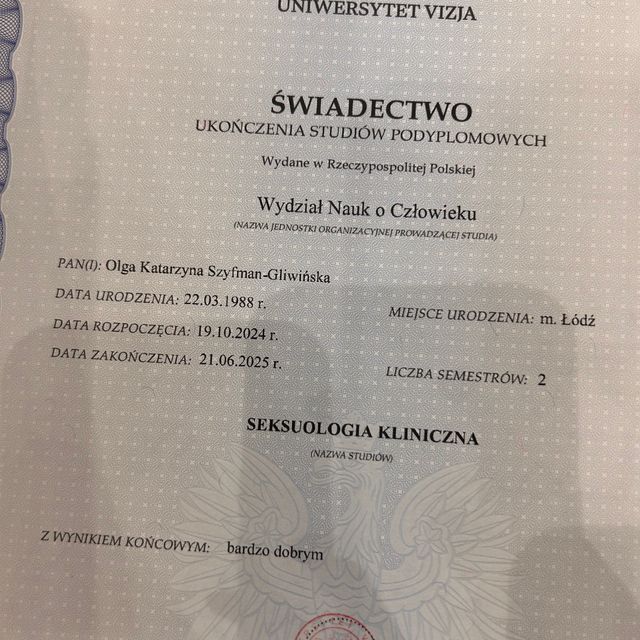 UNIWERSYTET VIZJA
ŚWIADECTWO
UKOŃCZENIA STUDIÓW PODYPLOMOWYCH
Wydane w Rzeczypospolitej Polskiej
Wydział Nauk o Człowieku
(NAZWA JEDNOSTKI ORGANIZACYJNEJ PROWADZĄCEJ STUDIA)
PAN(I): Olga Katarzyna Szyfman-Gliwińska
DATA URODZENIA: 22.03.1988 r.
MIEJSCE URODZENIA: m. Łódź
DATA ROZPOCZĘCIA: 19.10.2024 r.
DATA ZAKOŃCZENIA: 21.06.2025 r.
LICZBA SEMESTRÓW: 2
SEKSUOLOGIA KLINICZNA
(NAZWA STUDIÓW)
Z WYNIKIEM KOŃCOWYM: bardzo dobrym